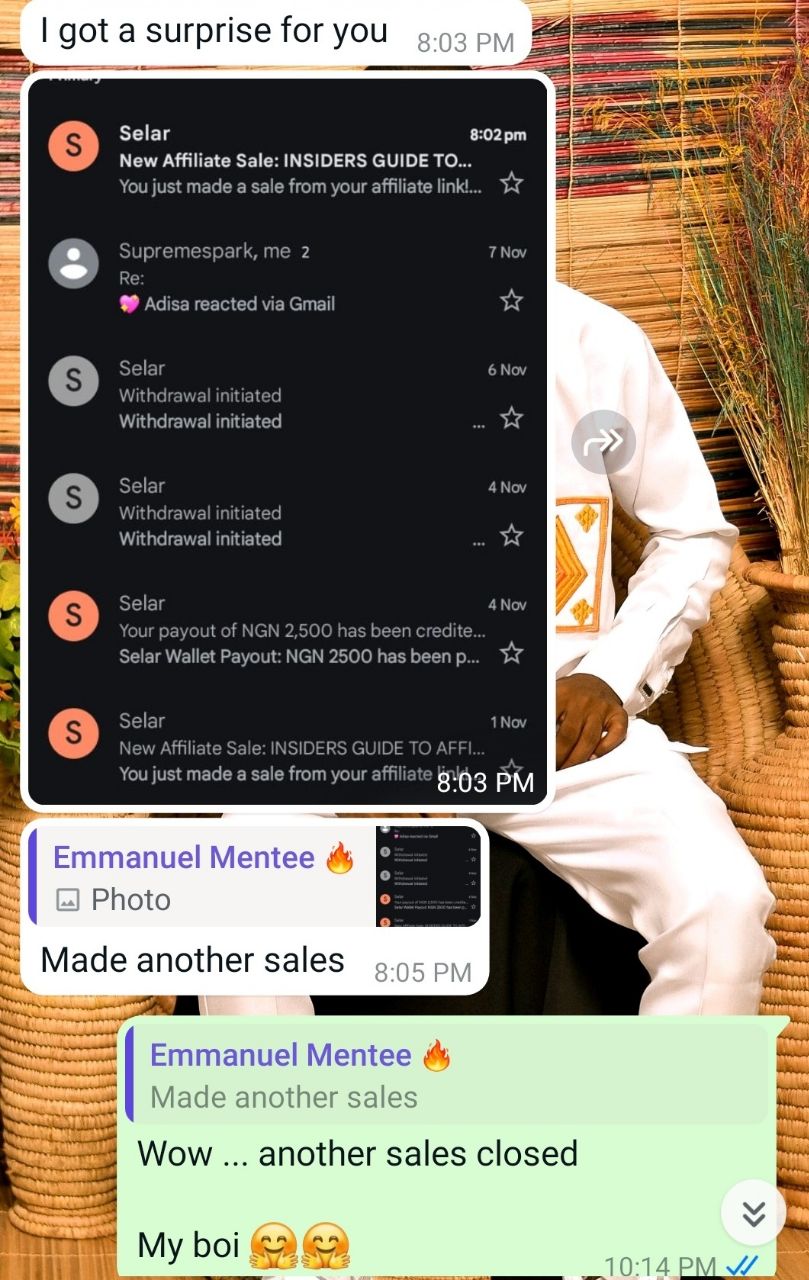 I got a surprise for you
8:03 PM
S
Selar
8:02 pm
New Affiliate Sale: INSIDERS GUIDE TO...
You just made a sale from your affiliate link!...
Supremespark, me 2
7 Nov
Re:
💖 Adisa reacted via Gmail
S
Selar
6 Nov
Withdrawal initiated
Withdrawal initiated
...
S
Selar
4 Nov
Withdrawal initiated
Withdrawal initiated
...
S
Selar
4 Nov
Your payout of NGN 2,500 has been credite...
Selar Wallet Payout: NGN 2500 has been p...
S
Selar
1 Nov
New Affiliate Sale: INSIDERS GUIDE TO AFFI...
You just made a sale from your affiliate
8:03 PM
Emmanuel Mentee 🔥
Photo
Made another sales
8:05 PM
Emmanuel Mentee 🔥
Made another sales
Wow ... another sales closed
My boi 🤗🤗
10:14 PM